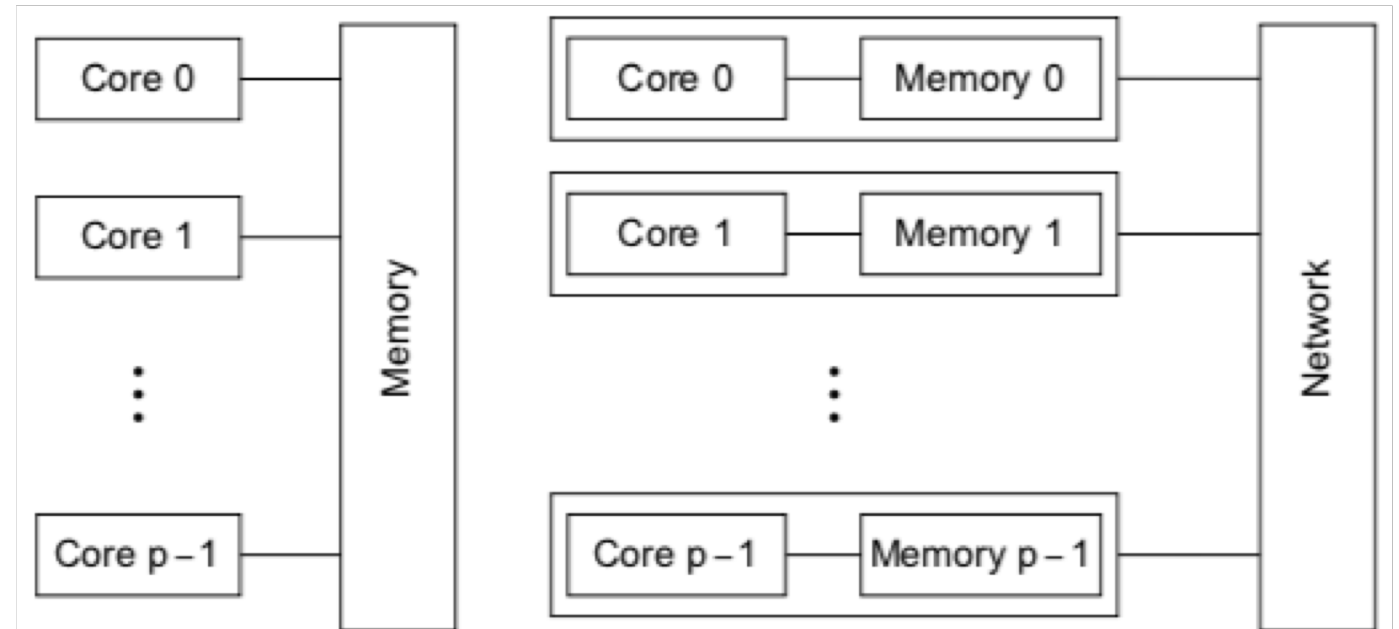 Core 0
Core 1
Core p – 1
Memory
Core 0
Memory 0
Core 1
Memory 1
Core p – 1
Memory p – 1
Network